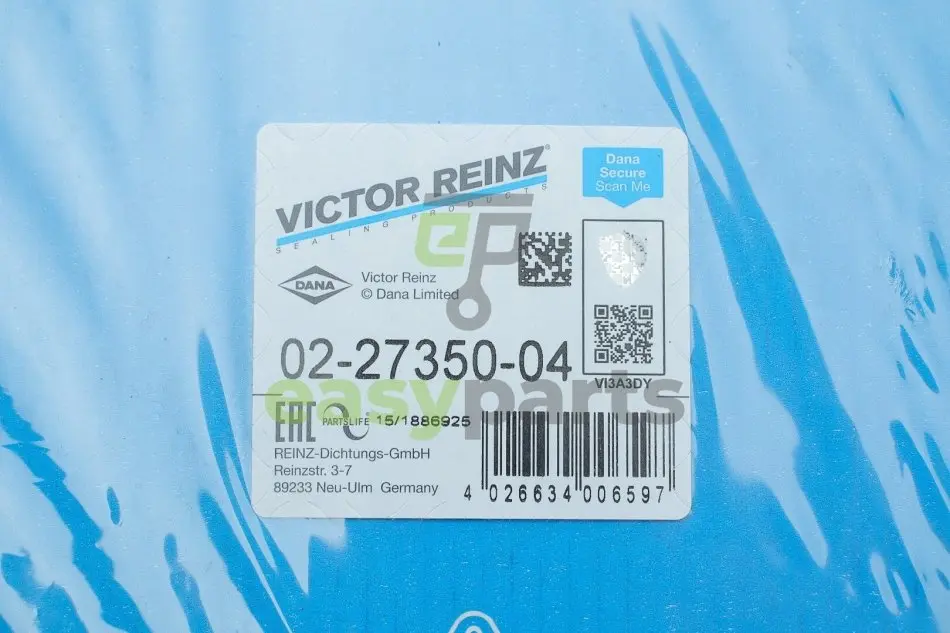 VICTOR REINZ®
SEALING PRODUCTS
Dana
Secure
Scan Me
ep
DANA
Victor Reinz
© Dana Limited
02-27350-04
VI3A3DY
easyparts
EAC PARTSLIFE 15/1886925
REINZ-Dichtungs-GmbH
Reinzstr. 3-7
89233 Neu-Ulm Germany
4 026634 006597